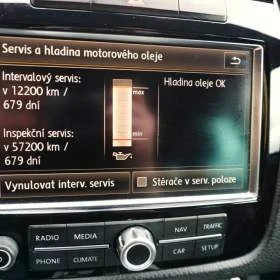 Servis a hladina motorového oleje
Intervalový servis:
v 12200 km /
679 dní
Inspekční servis:
v 57200 km /
679 dní
max
min
Hladina oleje OK
Vynulovat interv. servis
Stěrače v serv. poloze
RADIO
MEDIA
NAV
TRAFFIC
PHONE
CLIMATE
CAR
SETUP